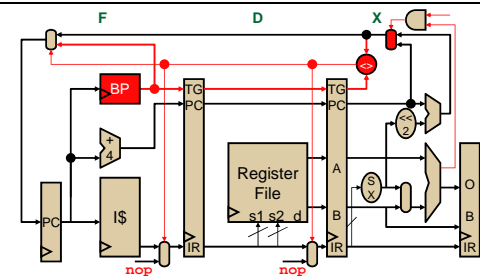 F D X
<>
BP TG TG
PC PC
+
4
<<
2
Register
File
A
S
X
O
PC I$ s1 s2 d B B
IR IR IR
nop nop